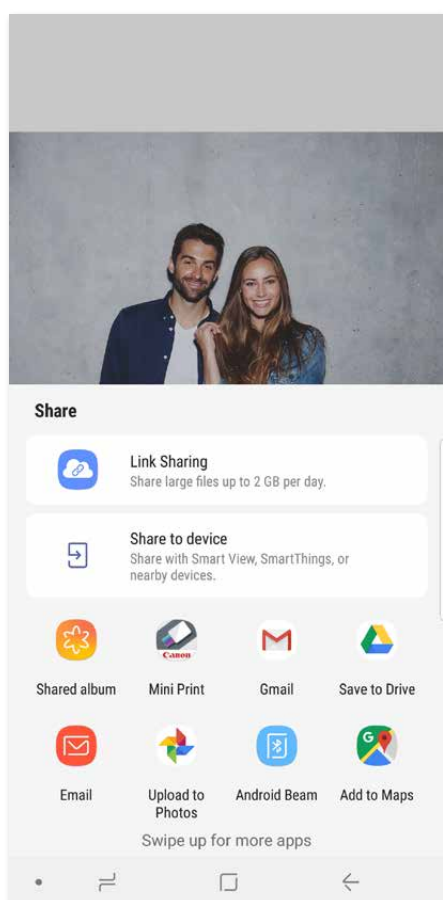 Share
Link Sharing
Share large files up to 2 GB per day.
Share to device
Share with Smart View, SmartThings, or
nearby devices.
Canon
Shared album Mini Print Gmail Save to Drive
G
Email Upload to Photos Android Beam Add to Maps
Swipe up for more apps